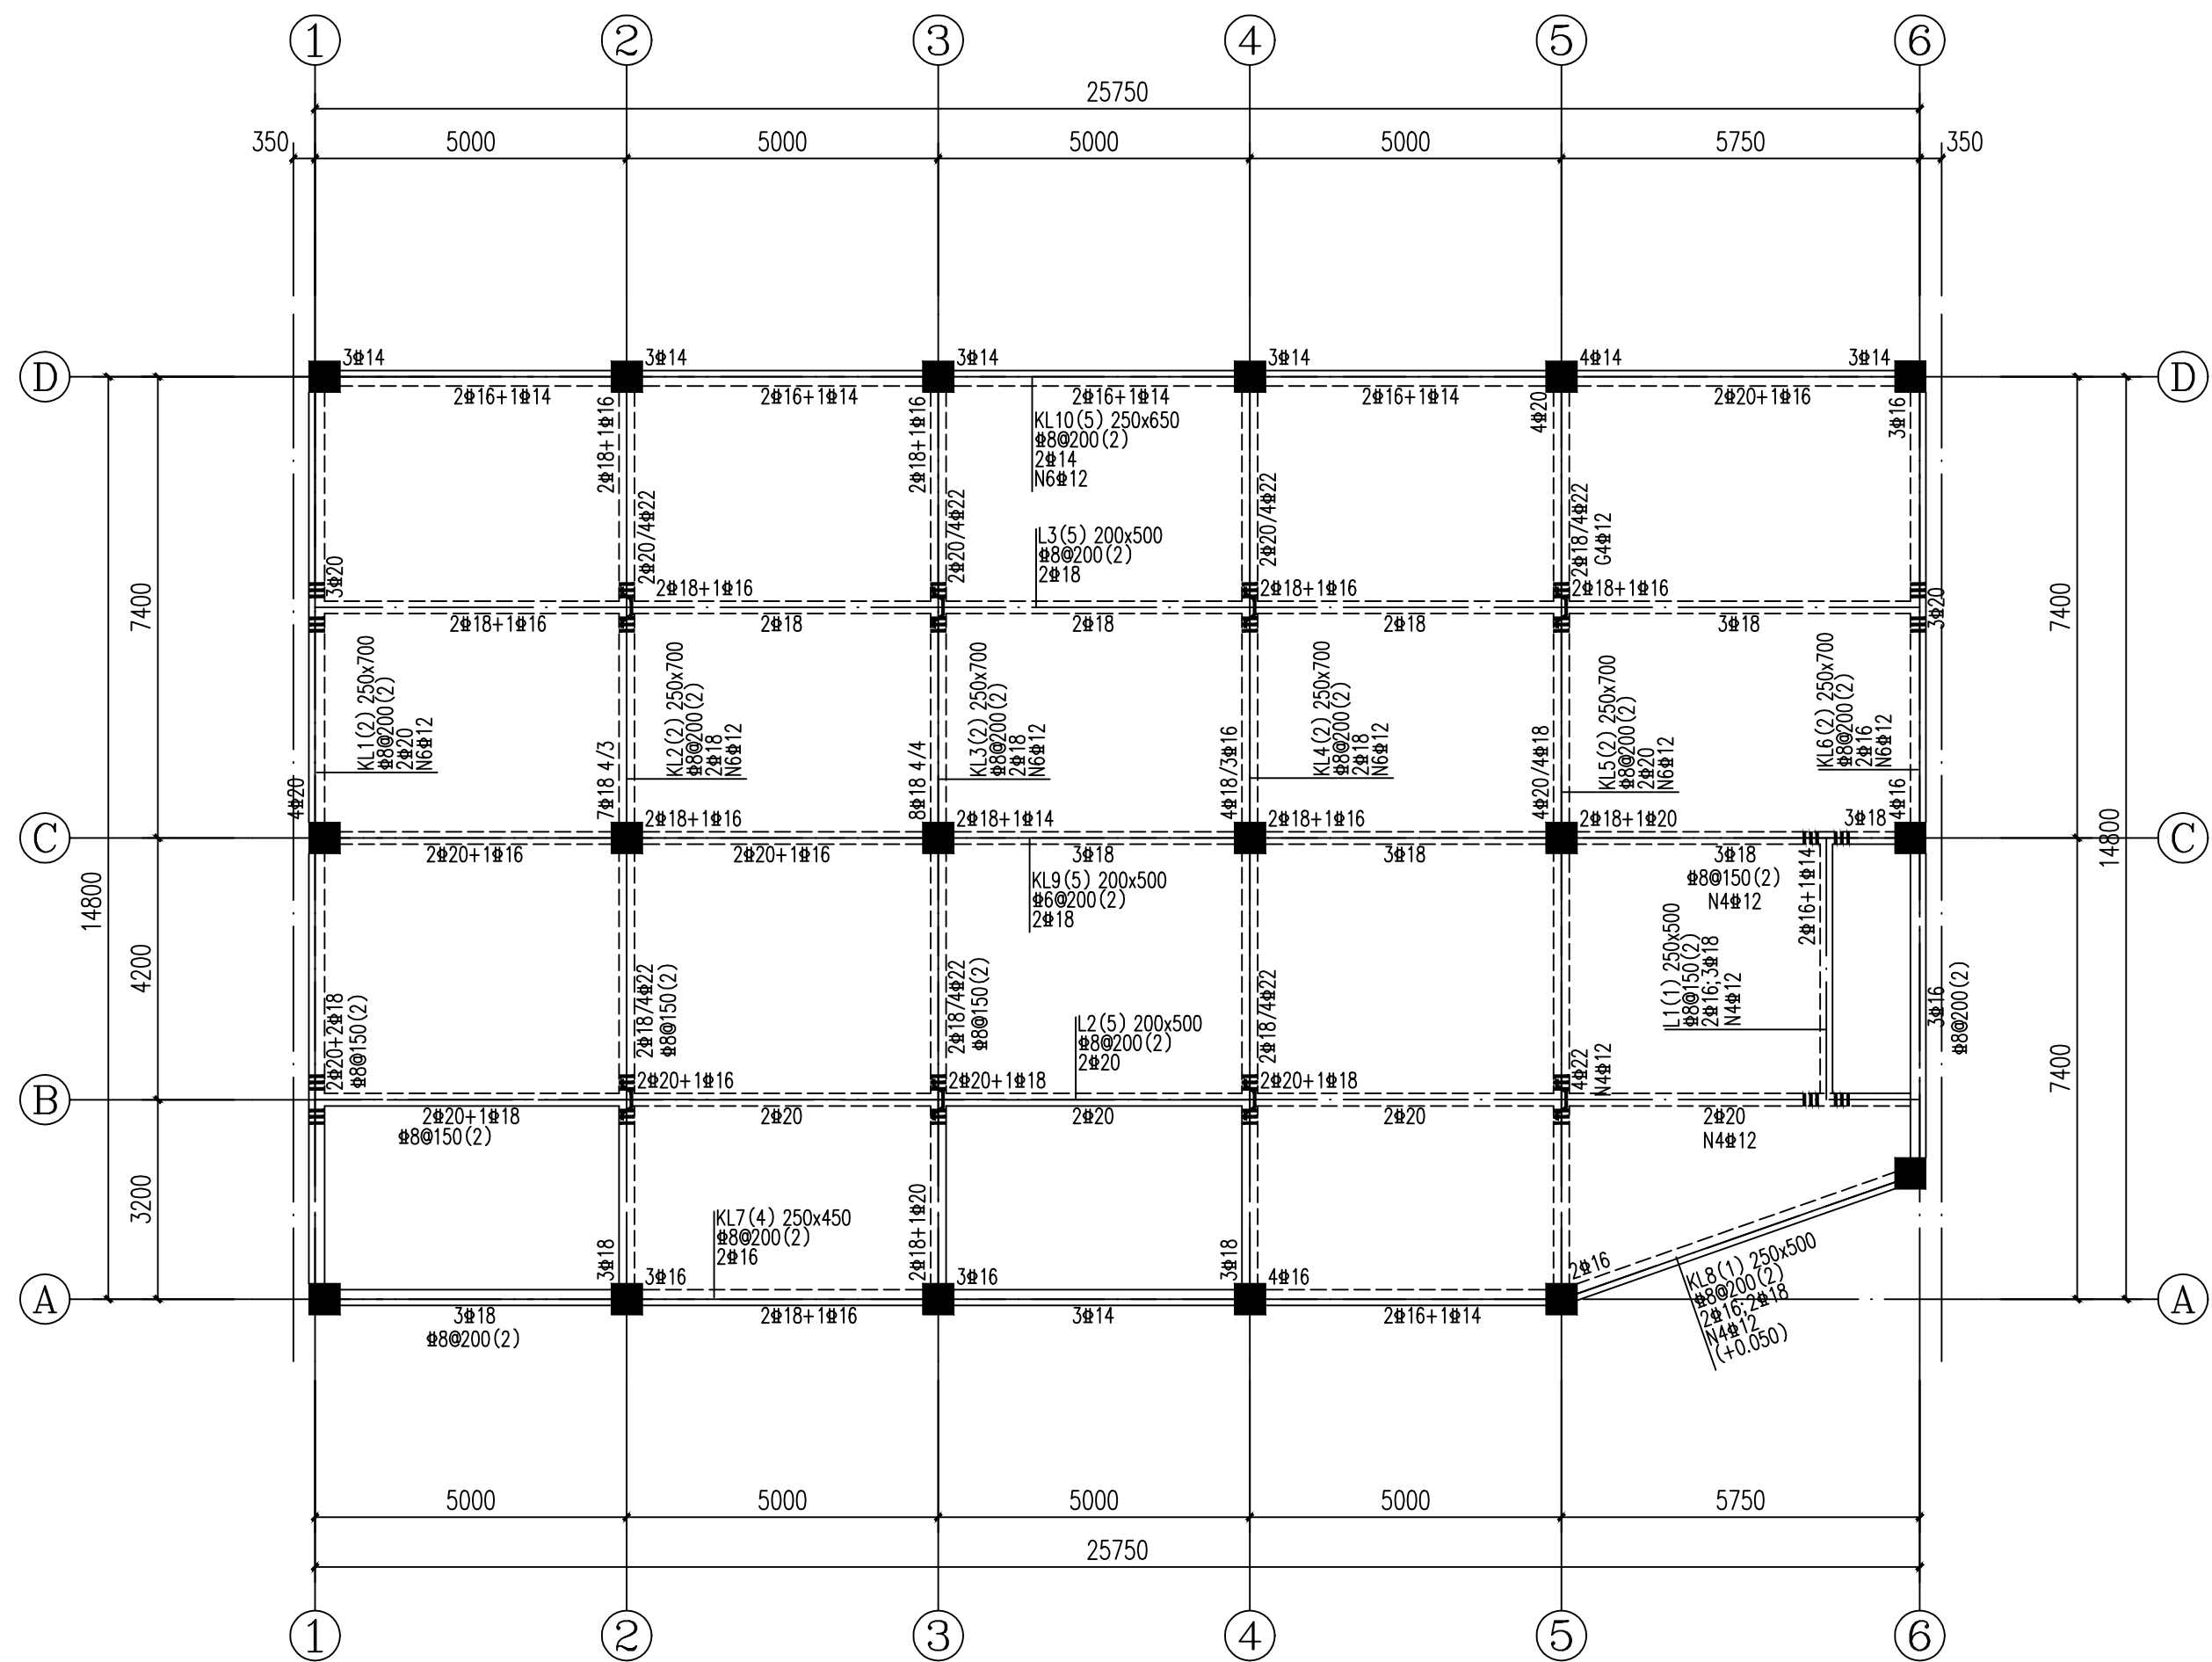 1 2 3 4 5 6
25750
350 5000 5000 5000 5000 5750 350
D D
3⌀14 3⌀14 3⌀14 3⌀14 4⌀14 3⌀14
2⌀16+1⌀14 2⌀16+1⌀14 2⌀16+1⌀14 2⌀16+1⌀14 2⌀20+1⌀16
2⌀18+1⌀16
2⌀18+1⌀16
4⌀20
3⌀16
KL10(5) 250x650
⌀8@200(2)
2⌀14
N6⌀12
2⌀20/4⌀22
2⌀20/4⌀22
2⌀20/4⌀22
2⌀18/4⌀22
G4⌀12
L3(5) 200x500
⌀8@200(2)
2⌀18
3⌀20
3⌀20
2⌀18+1⌀16 2⌀18+1⌀16 2⌀18+1⌀16
2⌀18+1⌀16 2⌀18 2⌀18 2⌀18 3⌀18
7400
7400
KL1(2) 250x700
⌀8@200(2)
2⌀20
N6⌀12
KL2(2) 250x700
⌀8@200(2)
2⌀18
N6⌀12
KL3(2) 250x700
⌀8@200(2)
2⌀18
N6⌀12
KL4(2) 250x700
⌀8@200(2)
2⌀18
N6⌀12
KL5(2) 250x700
⌀8@200(2)
2⌀20
N6⌀12
KL6(2) 250x700
⌀8@200(2)
2⌀16
N6⌀12
4⌀20
7⌀18 4/3
8⌀18 4/4
4⌀18/3⌀16
4⌀20/4⌀18
4⌀16
C C
2⌀18+1⌀16 2⌀18+1⌀14 2⌀18+1⌀16 2⌀18+1⌀20 3⌀18
2⌀20+1⌀16 2⌀20+1⌀16 3⌀18 3⌀18 3⌀18
⌀8@150(2)
N4⌀12
KL9(5) 200x500
⌀6@200(2)
2⌀18
14800
14800
4200
2⌀16+1⌀14
L1(1) 250x500
⌀8@150(2)
2⌀16;3⌀18
N4⌀12
2⌀20+2⌀18
⌀8@150(2)
2⌀18/4⌀22
⌀8@150(2)
2⌀18/4⌀22
⌀8@150(2)
2⌀18/4⌀22
4⌀22
N4⌀12
3⌀16
⌀8@200(2)
L2(5) 200x500
⌀8@200(2)
2⌀20
B B
2⌀20+1⌀16 2⌀20+1⌀18 2⌀20+1⌀18
2⌀20+1⌀18 2⌀20 2⌀20 2⌀20 2⌀20
⌀8@150(2)
N4⌀12
7400
3200
KL7(4) 250x450
⌀8@200(2)
2⌀16
3⌀18
2⌀18+1⌀20
3⌀18
A A
3⌀16 3⌀16 4⌀16 2⌀16
3⌀18 2⌀18+1⌀16 3⌀14 2⌀16+1⌀14
⌀8@200(2)
KL8(1) 250x500
⌀8@200(2)
2⌀16;2⌀18
N4⌀12
(+0.050)
5000 5000 5000 5000 5750
25750
1 2 3 4 5 6